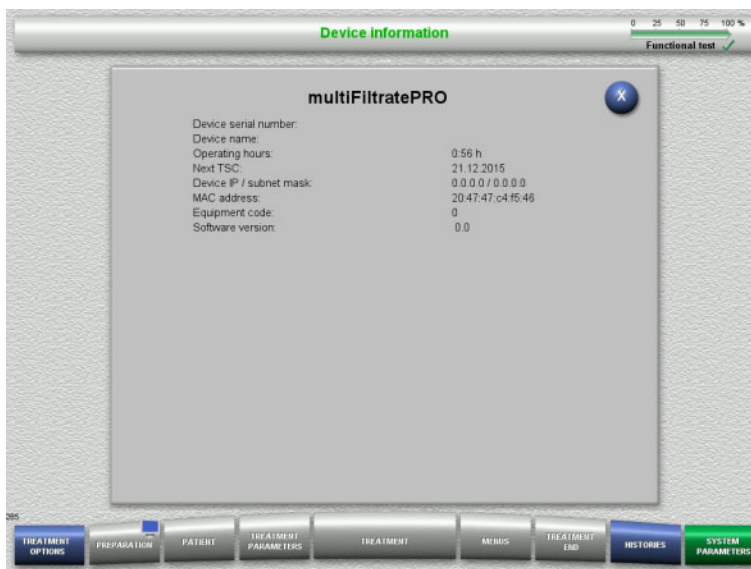 Device information
0 25 50 75 100 %
Functional test
multiFiltratePRO
X
Device serial number:
Device name:
Operating hours: 0:56 h
Next TSC: 21.12.2015
Device IP / subnet mask: 0.0.0.0 / 0.0.0.0
MAC address: 20:47:47:c4:f5:46
Equipment code: 0
Software version: 0.0
265
TREATMENT OPTIONS
PREPARATION
PATIENT
TREATMENT PARAMETERS
TREATMENT
MENUS
TREATMENT END
HISTORIES
SYSTEM PARAMETERS